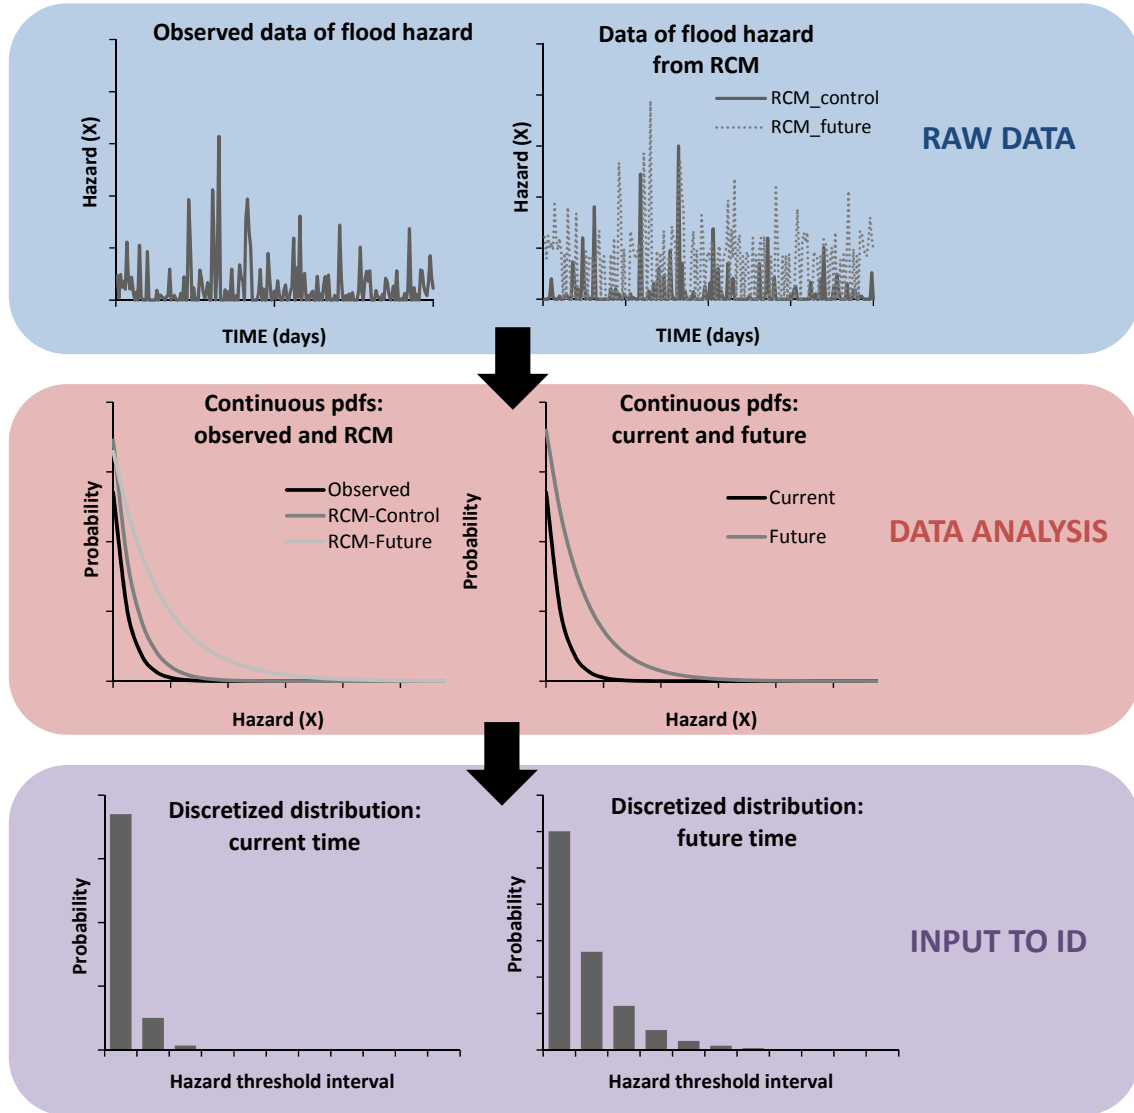 Observed data of flood hazard
Hazard (X)
TIME (days)
Data of flood hazard
from RCM
RCM_control
RCM_future
Hazard (X)
TIME (days)
RAW DATA
Continuous pdfs:
observed and RCM
Observed
RCM-Control
RCM-Future
Probability
Hazard (X)
Continuous pdfs:
current and future
Current
Future
Probability
Hazard (X)
DATA ANALYSIS
Discretized distribution:
current time
Probability
Hazard threshold interval
Discretized distribution:
future time
Probability
Hazard threshold interval
INPUT TO ID